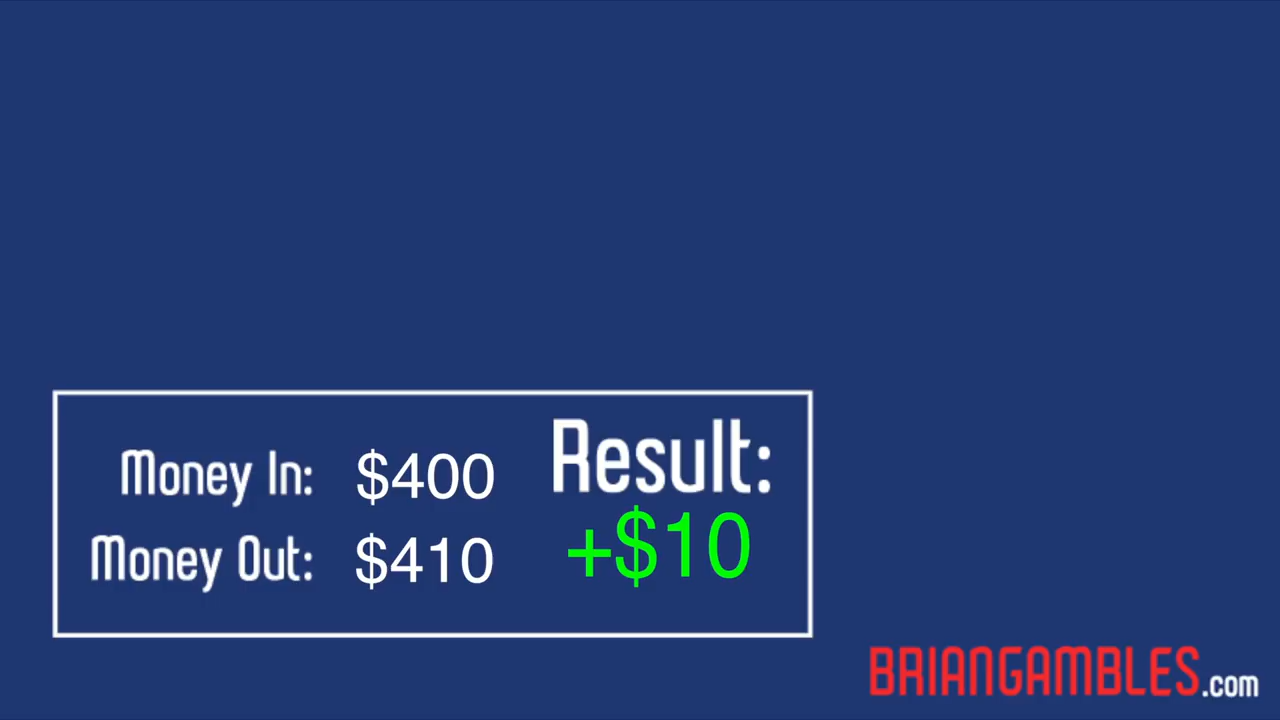 Money In: $400
Money Out: $410
Result:
+$10
BRIANGAMBLES.com